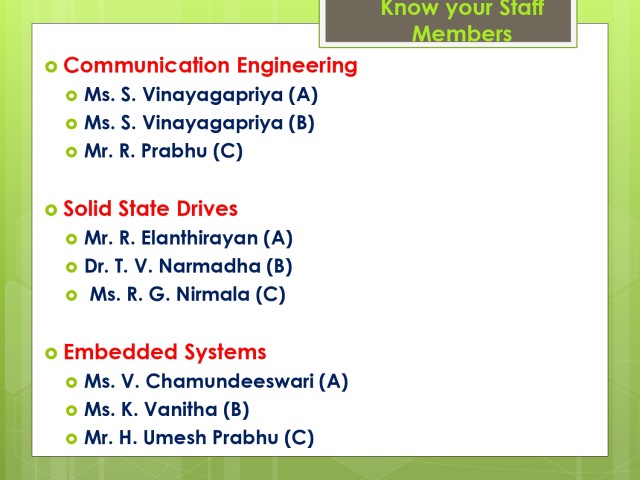 Know your Staff
Members
Communication Engineering
Ms. S. Vinayagapriya (A)
Ms. S. Vinayagapriya (B)
Mr. R. Prabhu (C)
Solid State Drives
Mr. R. Elanthirayan (A)
Dr. T. V. Narmadha (B)
Ms. R. G. Nirmala (C)
Embedded Systems
Ms. V. Chamundeeswari (A)
Ms. K. Vanitha (B)
Mr. H. Umesh Prabhu (C)